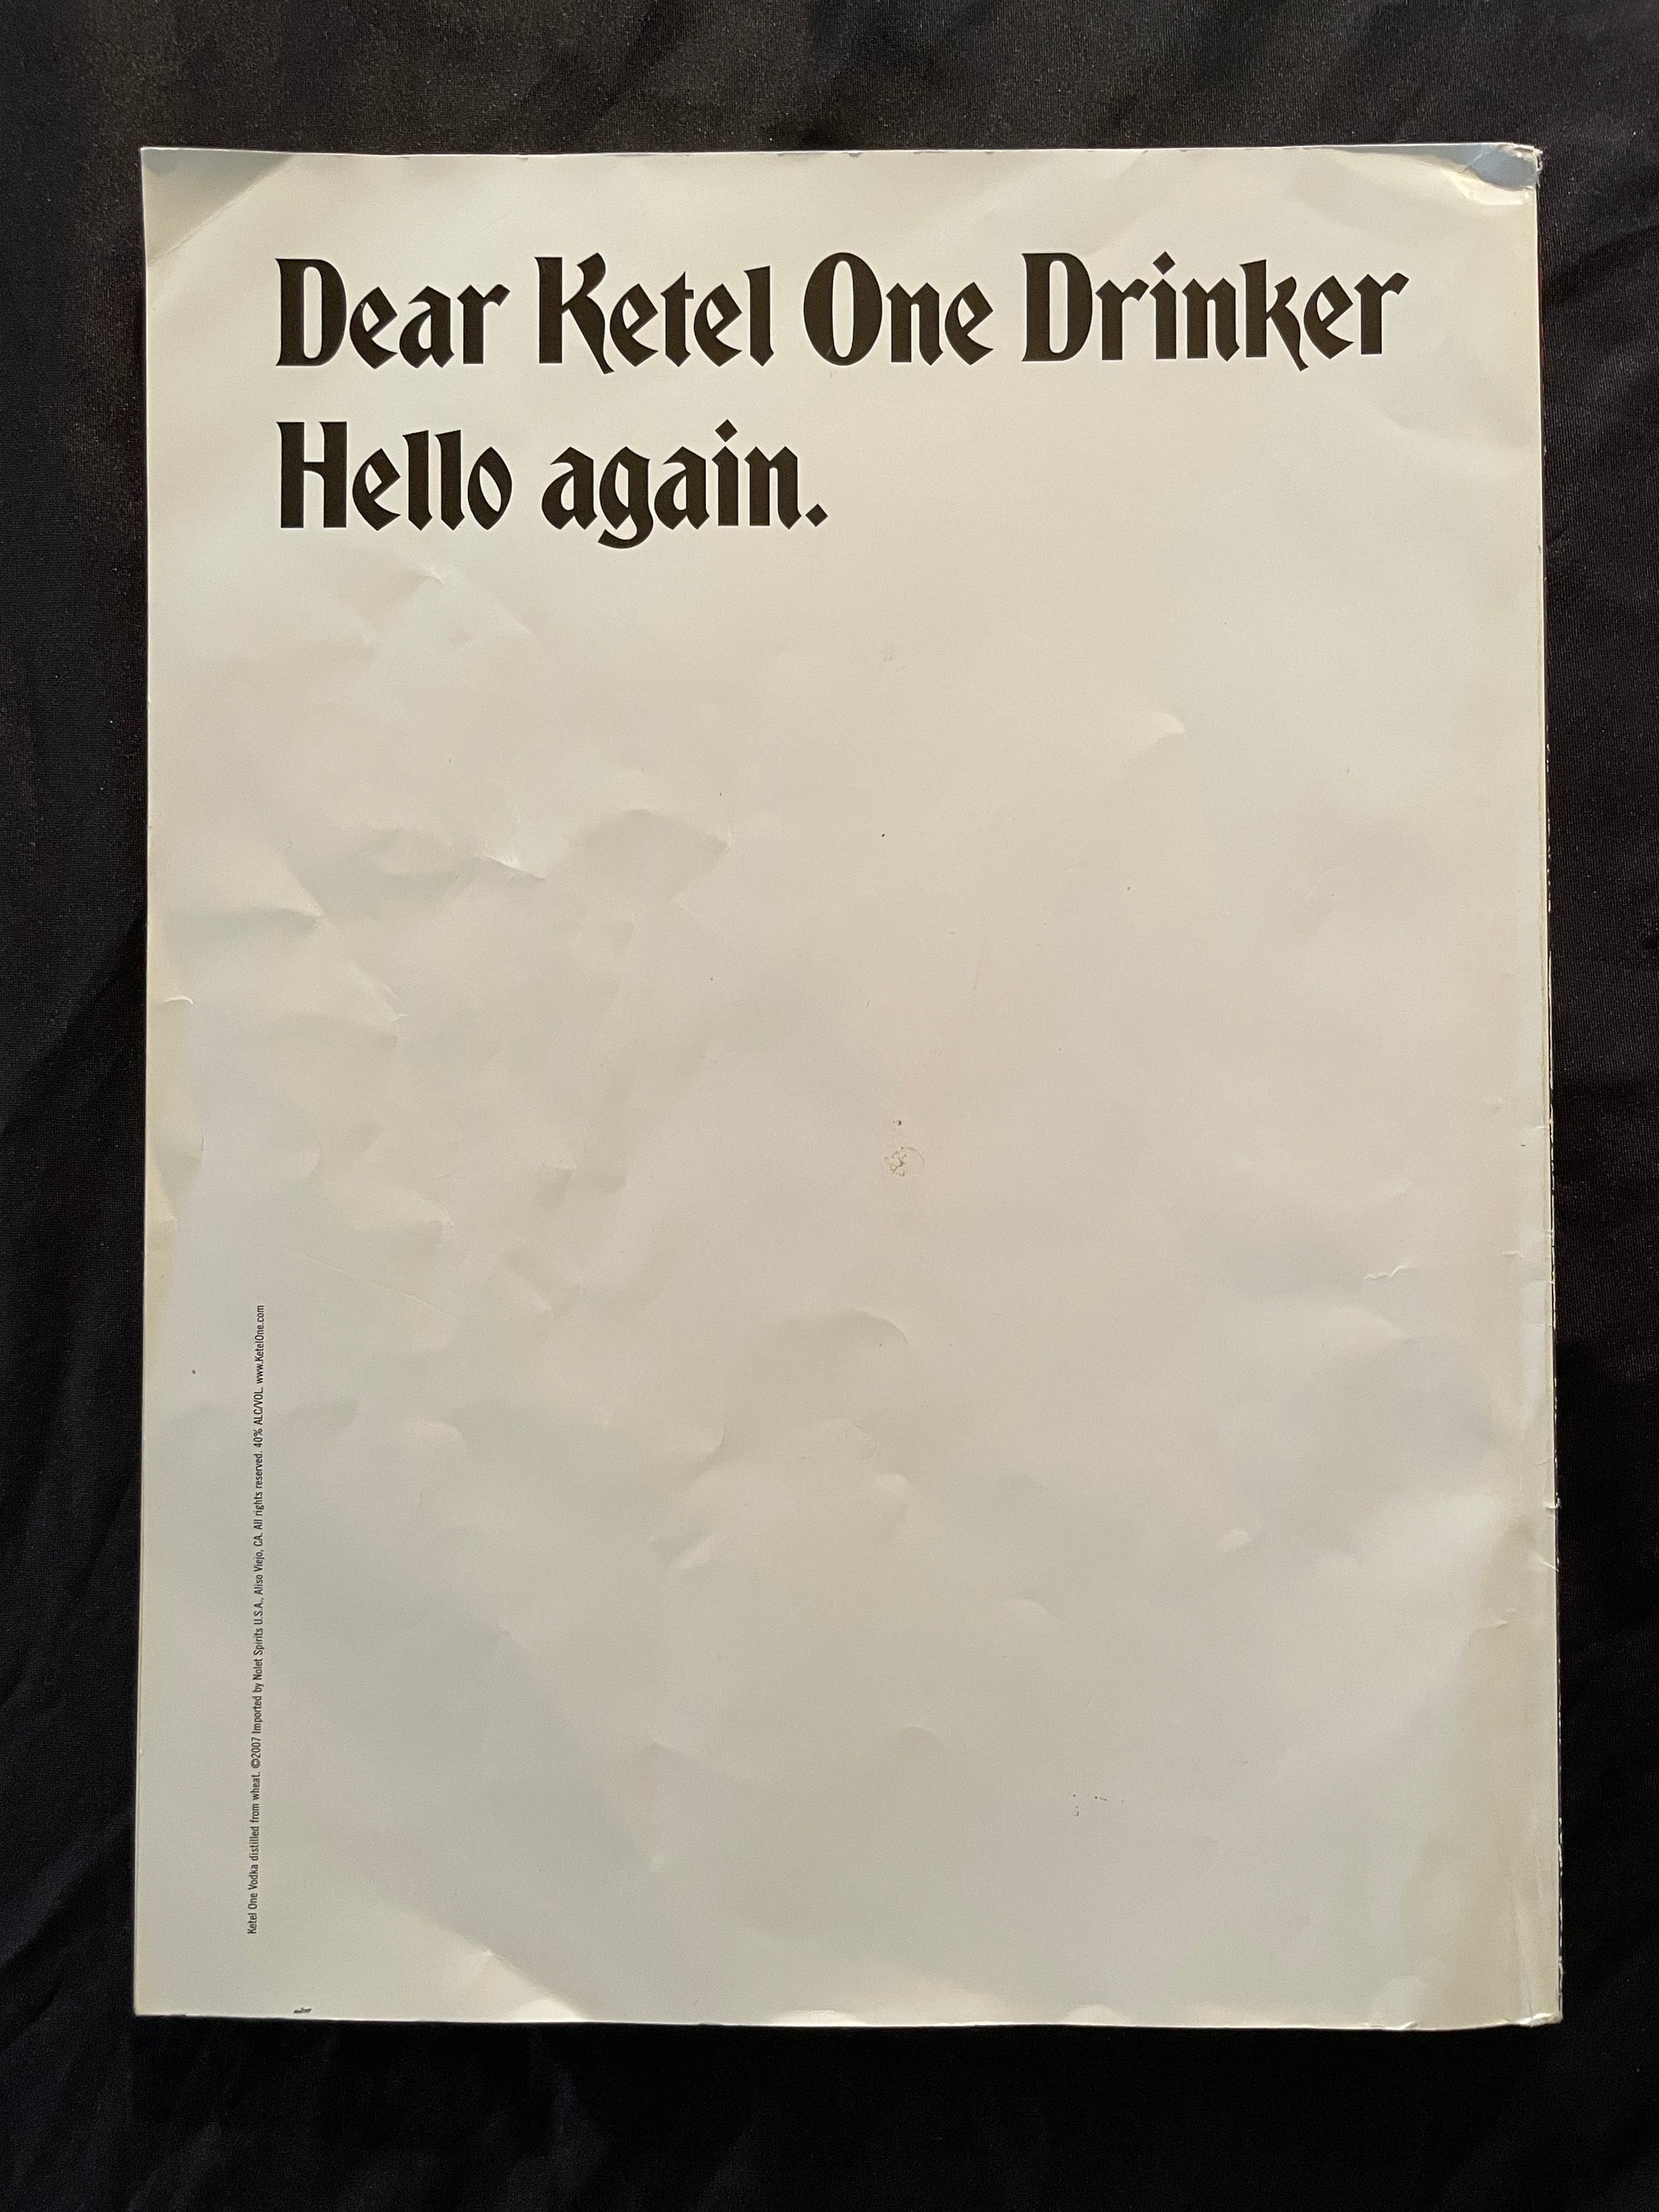 Dear Ketel One Drinker
Hello again.
Ketel One Vodka distilled from wheat. ©2007 Imported by Nolet Spirits U.S.A., Aliso Viejo, CA. All rights reserved. 40% ALC/VOL. www.KetelOne.com